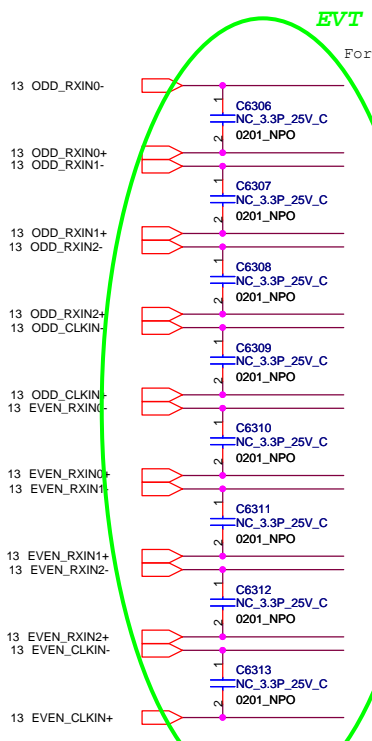 EVT
For
13 ODD_RXIN0-
1
C6306
NC_3.3P_25V_C
2
0201_NPO
13 ODD_RXIN0+
13 ODD_RXIN1-
1
C6307
NC_3.3P_25V_C
2
0201_NPO
13 ODD_RXIN1+
13 ODD_RXIN2-
1
C6308
NC_3.3P_25V_C
2
0201_NPO
13 ODD_RXIN2+
13 ODD_CLKIN-
1
C6309
NC_3.3P_25V_C
2
0201_NPO
13 ODD_CLKIN+
13 EVEN_RXIN0-
1
C6310
NC_3.3P_25V_C
2
0201_NPO
13 EVEN_RXIN0+
13 EVEN_RXIN1-
1
C6311
NC_3.3P_25V_C
2
0201_NPO
13 EVEN_RXIN1+
13 EVEN_RXIN2-
1
C6312
NC_3.3P_25V_C
2
0201_NPO
13 EVEN_RXIN2+
13 EVEN_CLKIN-
1
C6313
NC_3.3P_25V_C
2
0201_NPO
13 EVEN_CLKIN+